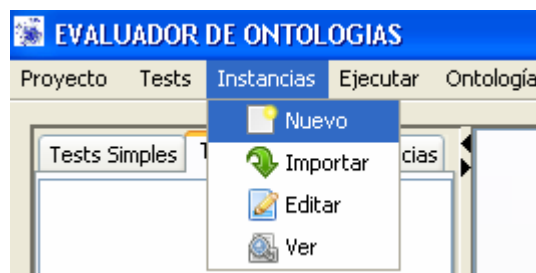 EVALUADOR DE ONTOLOGIAS
Proyecto Tests Instancias Ejecutar Ontología
Nuevo
Tests Simples
Importar
Editar
Ver